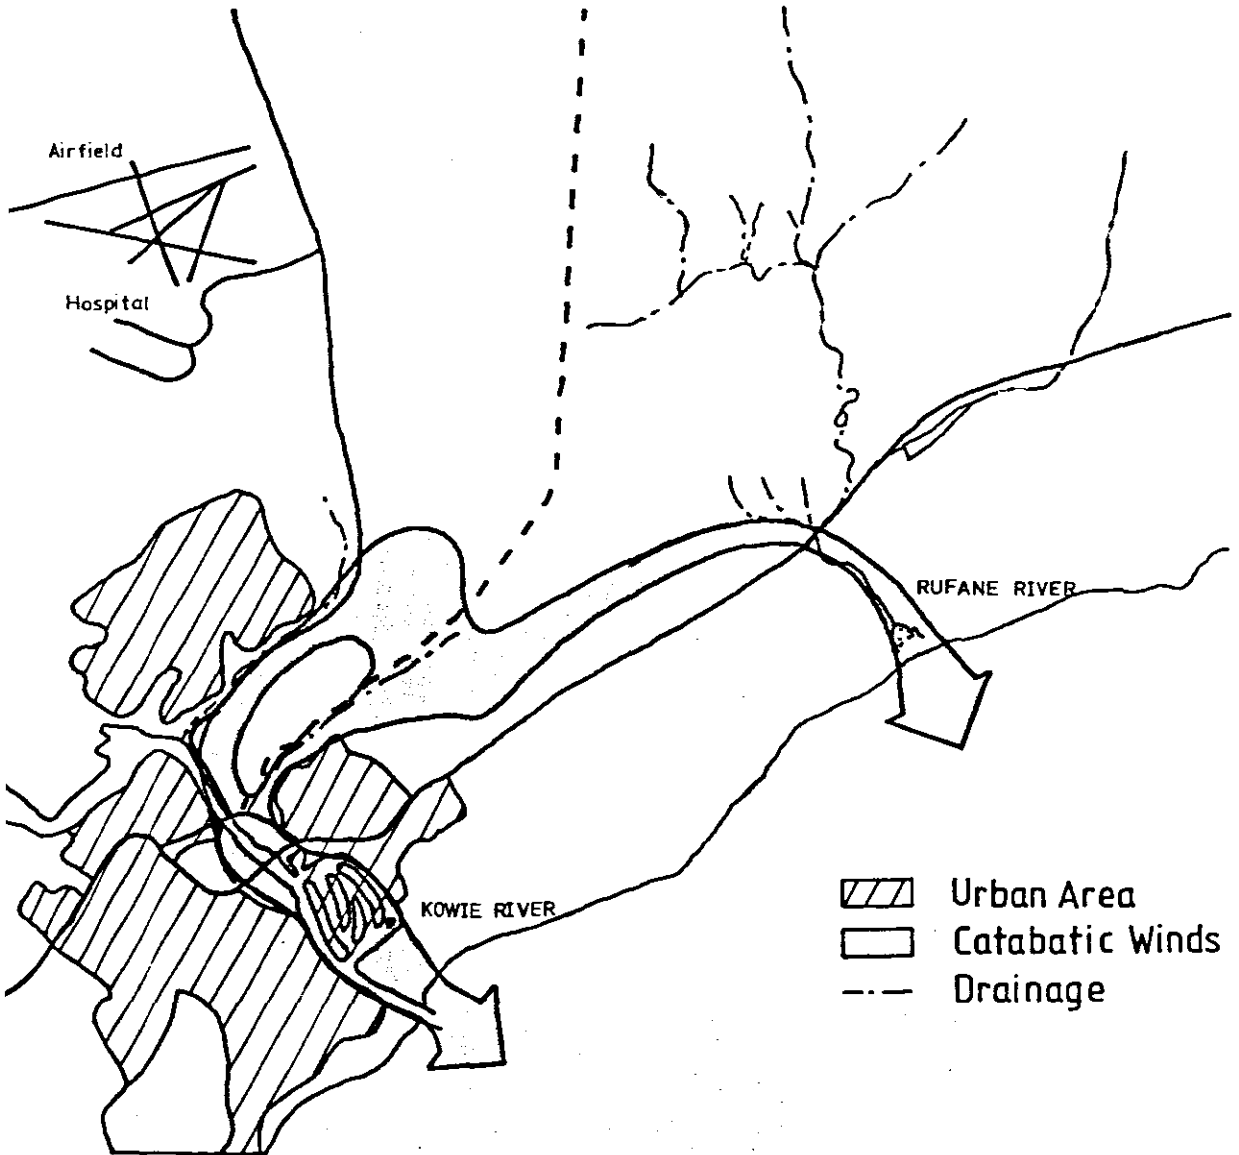 Airfield
Hospital
RUFANE RIVER
KOWIE RIVER
Urban Area
Catabatic Winds
Drainage